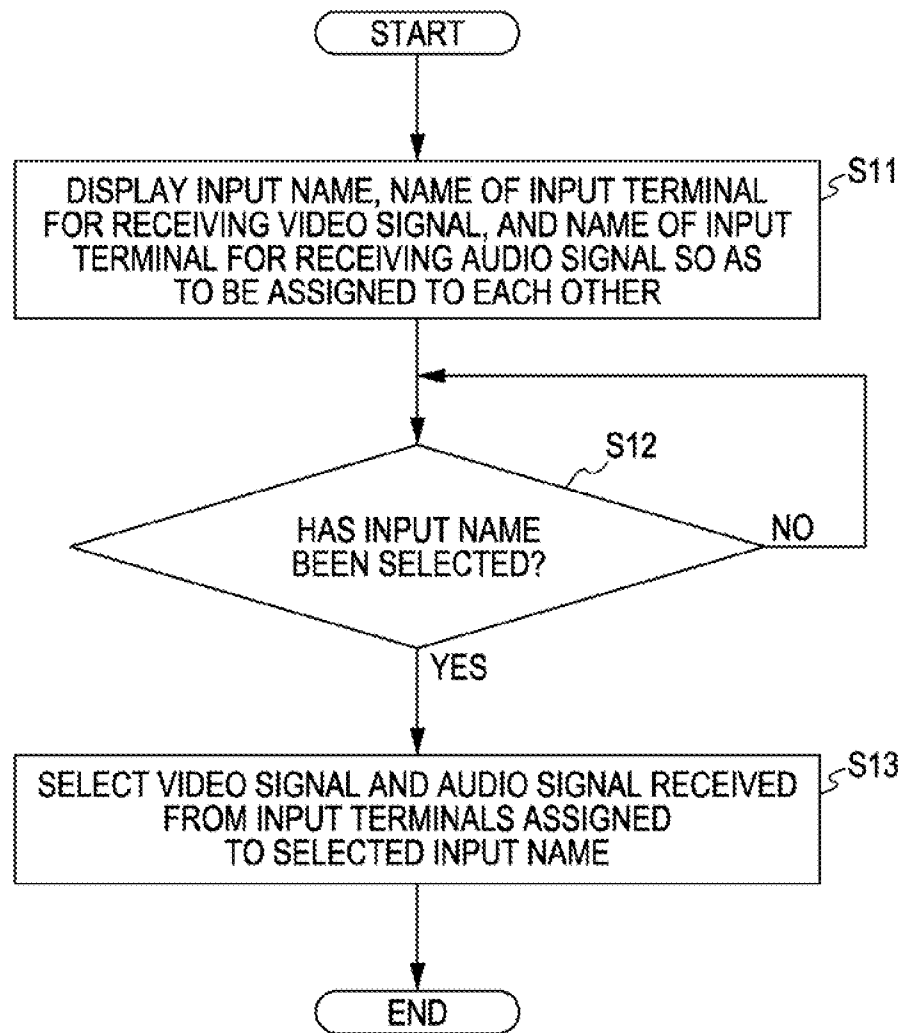 START
S11
DISPLAY INPUT NAME, NAME OF INPUT TERMINAL
FOR RECEIVING VIDEO SIGNAL, AND NAME OF INPUT
TERMINAL FOR RECEIVING AUDIO SIGNAL SO AS
TO BE ASSIGNED TO EACH OTHER
S12
HAS INPUT NAME
BEEN SELECTED?
NO
YES
S13
SELECT VIDEO SIGNAL AND AUDIO SIGNAL RECEIVED
FROM INPUT TERMINALS ASSIGNED
TO SELECTED INPUT NAME
END